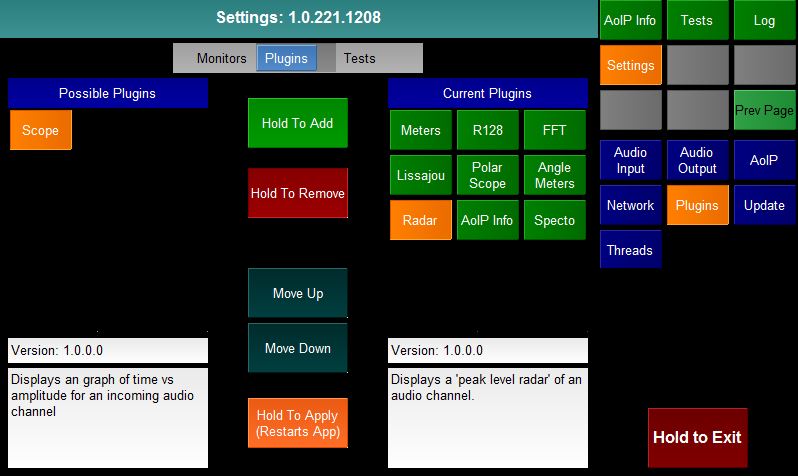 Settings: 1.0.221.1208
AoIP Info
Tests
Log
Monitors
Plugins
Tests
Settings
Prev Page
Possible Plugins
Current Plugins
Scope
Hold To Add
Hold To Remove
Move Up
Move Down
Hold To Apply
(Restarts App)
Meters
R128
FFT
Lissajou
Polar
Scope
Angle
Meters
Radar
AoIP Info
Specto
Audio
Input
Audio
Output
AoIP
Network
Plugins
Update
Threads
Version: 1.0.0.0
Displays an graph of time vs
amplitude for an incoming audio
channel
Version: 1.0.0.0
Displays a 'peak level radar' of an
audio channel.
Hold to Exit